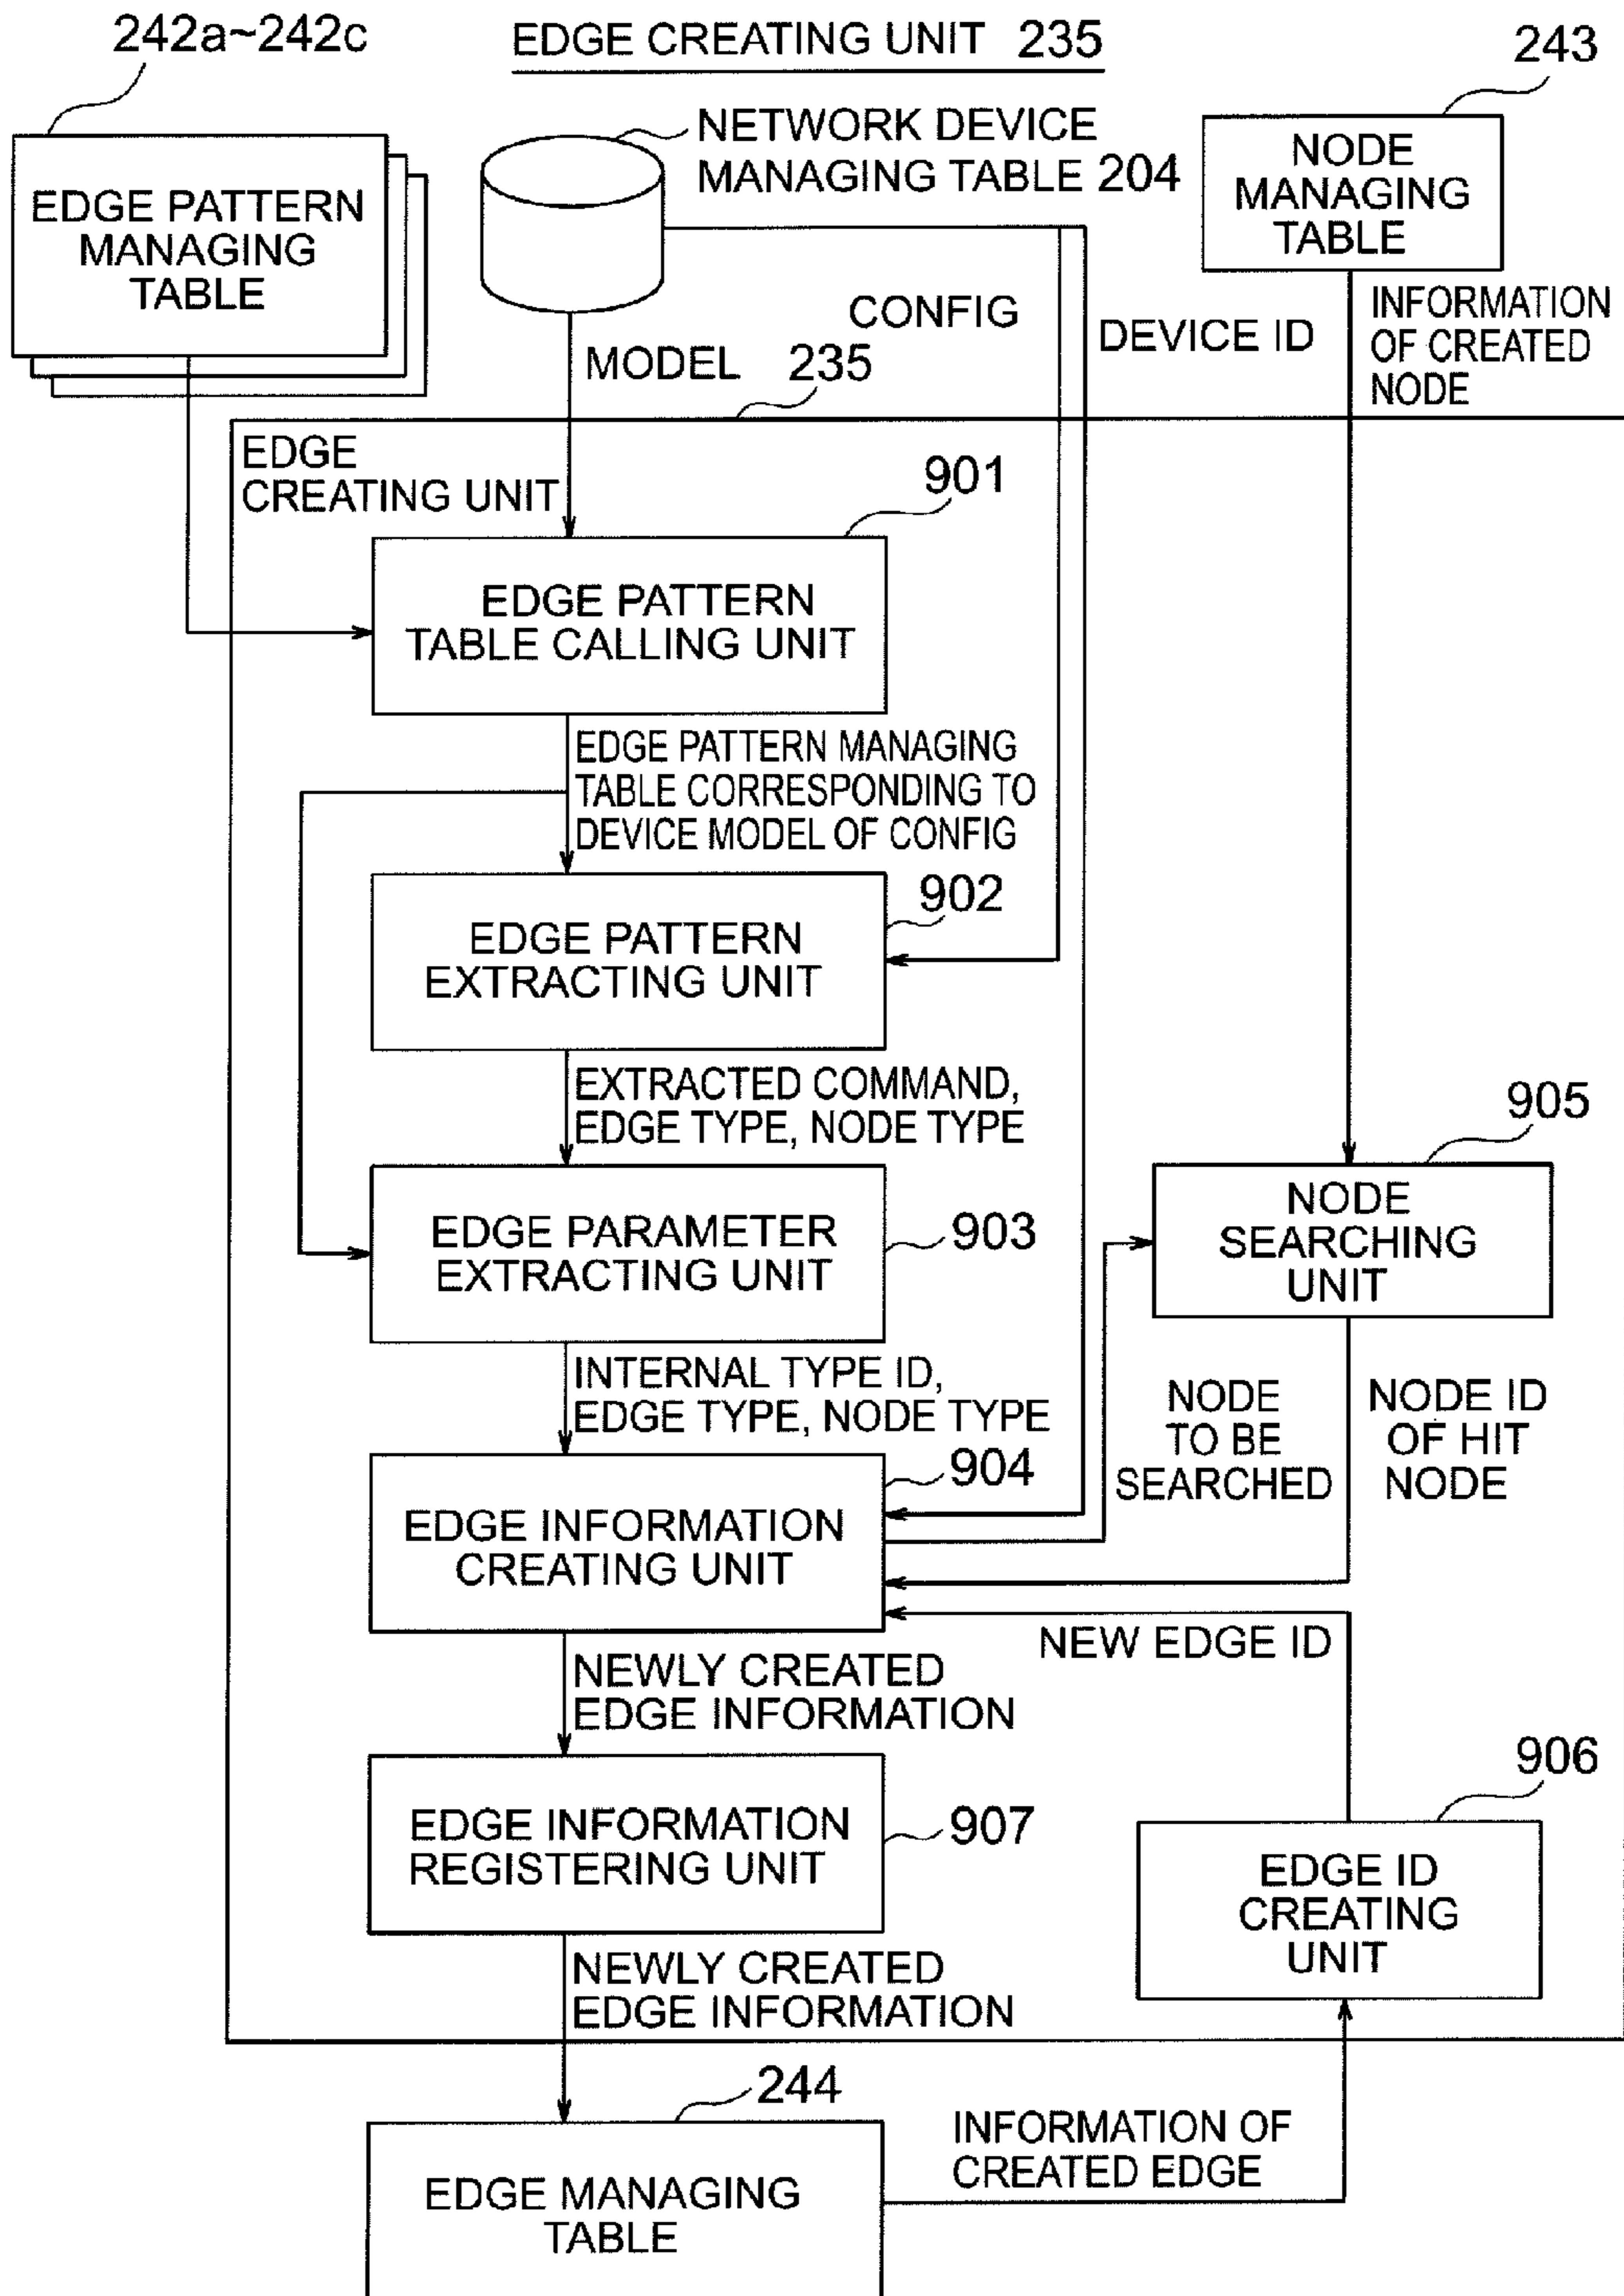 242a~242c
EDGE CREATING UNIT 235
243
NETWORK DEVICE
MANAGING TABLE 204
EDGE PATTERN
MANAGING
TABLE
NODE
MANAGING
TABLE
CONFIG
DEVICE ID
INFORMATION
OF CREATED
NODE
MODEL
235
EDGE
CREATING UNIT
901
EDGE PATTERN
TABLE CALLING UNIT
EDGE PATTERN MANAGING
TABLE CORRESPONDING TO
DEVICE MODEL OF CONFIG
902
EDGE PATTERN
EXTRACTING UNIT
EXTRACTED COMMAND,
EDGE TYPE, NODE TYPE
905
NODE
SEARCHING
UNIT
903
EDGE PARAMETER
EXTRACTING UNIT
INTERNAL TYPE ID,
EDGE TYPE, NODE TYPE
NODE
TO BE
SEARCHED
NODE ID
OF HIT
NODE
904
EDGE INFORMATION
CREATING UNIT
NEW EDGE ID
NEWLY CREATED
EDGE INFORMATION
906
EDGE INFORMATION
REGISTERING UNIT
907
EDGE ID
CREATING
UNIT
NEWLY CREATED
EDGE INFORMATION
244
EDGE MANAGING
TABLE
INFORMATION OF
CREATED EDGE